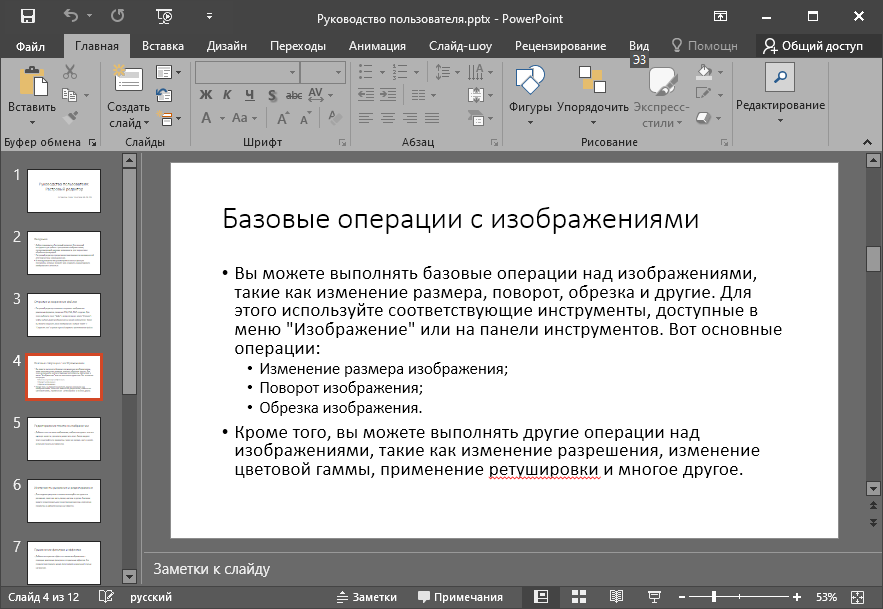 Руководство пользователя.pptx - PowerPoint
Файл Главная Вставка Дизайн Переходы Анимация Слайд-шоу Рецензирование Вид Помощн Общий доступ
ЭЗ
Вставить
Создать слайд
Ж К Ч S abc AV
A Aa A A A
Фигуры Упорядочить Экспресс-стили
Редактирование
Буфер обмена Слайды Шрифт Абзац Рисование
1
2
3
4
5
6
7
Базовые операции с изображениями
• Вы можете выполнять базовые операции над изображениями,
такие как изменение размера, поворот, обрезка и другие. Для
этого используйте соответствующие инструменты, доступные в
меню "Изображение" или на панели инструментов. Вот основные
операции:
• Изменение размера изображения;
• Поворот изображения;
• Обрезка изображения.
• Кроме того, вы можете выполнять другие операции над
изображениями, такие как изменение разрешения, изменение
цветовой гаммы, применение ретушировки и многое другое.
Заметки к слайду
Слайд 4 из 12 русский Заметки Примечания 53%